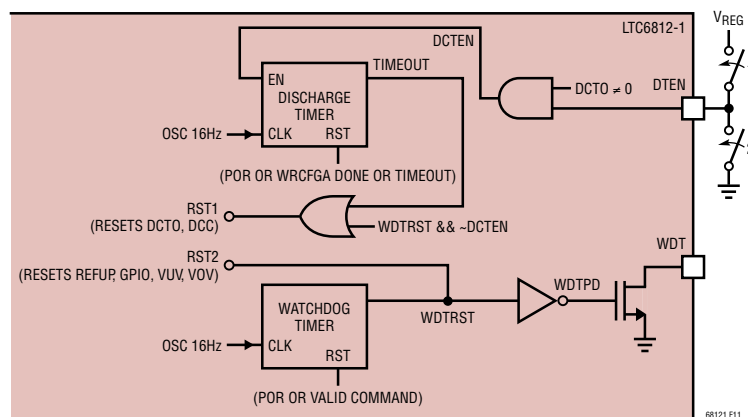 LTC6812-1
VREG
DCTEN
TIMEOUT
EN
DISCHARGE
TIMER
DCTO ≠ 0
DTEN
1
OSC 16Hz
CLK
RST
2
(POR OR WRCFGA DONE OR TIMEOUT)
RST1
(RESETS DCTO, DCC)
WDTRST && ~DCTEN
RST2
(RESETS REFUP, GPIO, VUV, VOV)
WDT
WATCHDOG
TIMER
WDTPD
WDTRST
OSC 16Hz
CLK
RST
(POR OR VALID COMMAND)
68121 F11